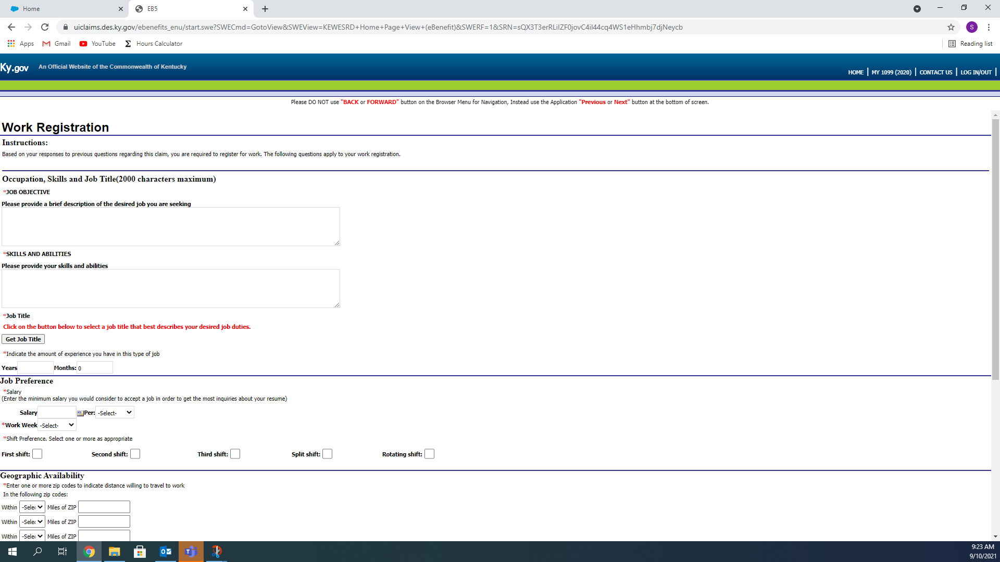 Home
EB5
uiclaims.des.ky.gov/ebenefits_enu/start.swe?SWECmd=GotoView&SWEView=KEWESRD+Home+Page+View+(eBenefit)&SWERF=1&SRN=sQX3T3erRLiIZF0jovC4iI44cq4WS1eHhmbj7djNeycb
S
Apps Gmail YouTube Σ Hours Calculator Reading list
Ky.gov An Official Website of the Commonwealth of Kentucky
HOME | MY 1099 (2020) | CONTACT US | LOG IN/OUT |
Please DO NOT use "BACK or FORWARD" button on the Browser Menu for Navigation, Instead use the Application "Previous or Next" button at the bottom of screen.
Work Registration
Instructions:
Based on your responses to previous questions regarding this claim, you are required to register for work. The following questions apply to your work registration.
Occupation, Skills and Job Title(2000 characters maximum)
*JOB OBJECTIVE
Please provide a brief description of the desired job you are seeking
*SKILLS AND ABILITIES
Please provide your skills and abilities
*Job Title
Click on the button below to select a job title that best describes your desired job duties.
Get Job Title
*Indicate the amount of experience you have in this type of job
Years Months: 0
Job Preference
*Salary
(Enter the minimum salary you would consider to accept a job in order to get the most inquiries about your resume)
Salary Per: -Select-
*Work Week -Select-
*Shift Preference. Select one or more as appropriate
First shift: Second shift: Third shift: Split shift: Rotating shift:
Geographic Availability
*Enter one or more zip codes to indicate distance willing to travel to work
In the following zip codes:
Within -Selec Miles of ZIP
Within -Selec Miles of ZIP
Within -Selec Miles of ZIP
9:23 AM
9/10/2021